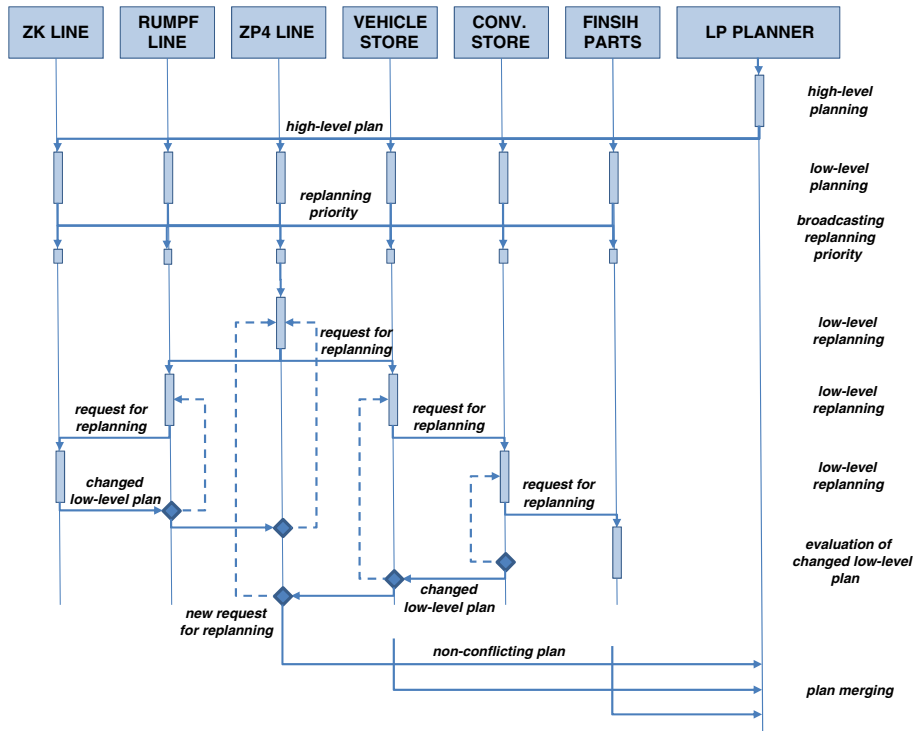 ZK LINE
RUMPF
LINE
ZP4 LINE
VEHICLE
STORE
CONV.
STORE
FINSIH
PARTS
LP PLANNER
high-level
planning
high-level plan
low-level
planning
replanning
priority
broadcasting
replanning
priority
request for
replanning
low-level
replanning
request for
replanning
request for
replanning
low-level
replanning
changed
low-level plan
request for
replanning
low-level
replanning
evaluation of
changed low-level
plan
changed
low-level plan
new request
for replanning
non-conflicting plan
plan merging